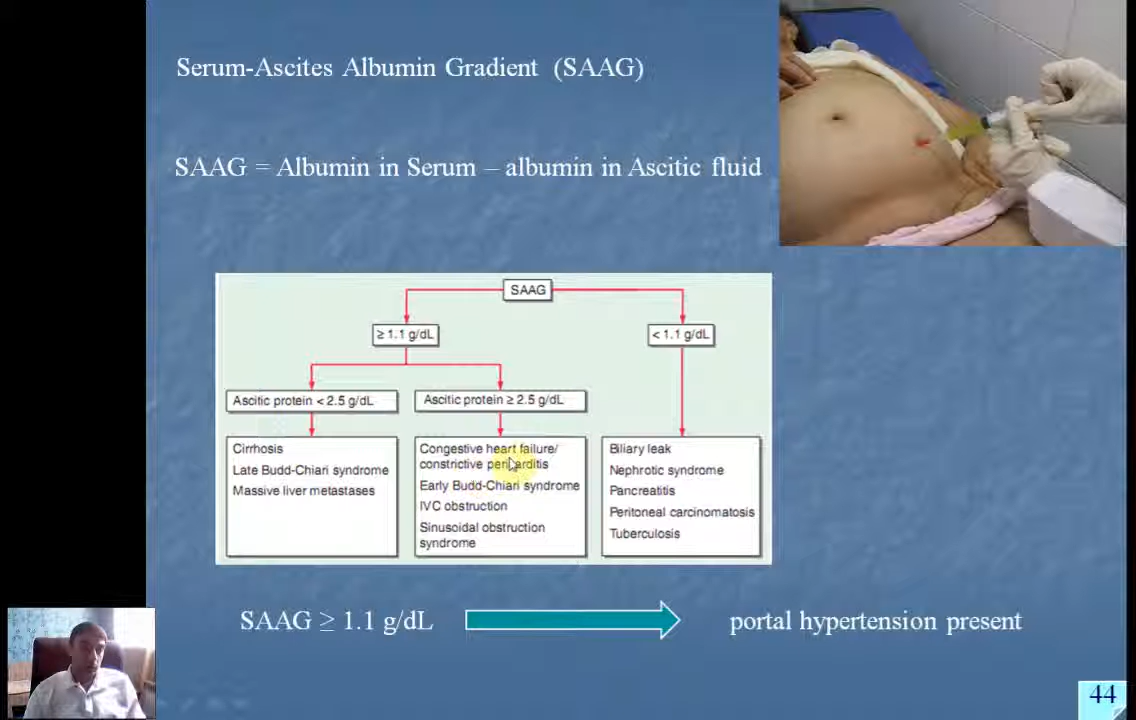 Serum-Ascites Albumin Gradient (SAAG)
SAAG = Albumin in Serum – albumin in Ascitic fluid
SAAG
≥ 1.1 g/dL
< 1.1 g/dL
Ascitic protein < 2.5 g/dL
Ascitic protein ≥ 2.5 g/dL
Cirrhosis
Late Budd-Chiari syndrome
Massive liver metastases
Congestive heart failure/
constrictive pericarditis
Early Budd-Chiari syndrome
IVC obstruction
Sinusoidal obstruction
syndrome
Biliary leak
Nephrotic syndrome
Pancreatitis
Peritoneal carcinomatosis
Tuberculosis
SAAG ≥ 1.1 g/dL
portal hypertension present
44